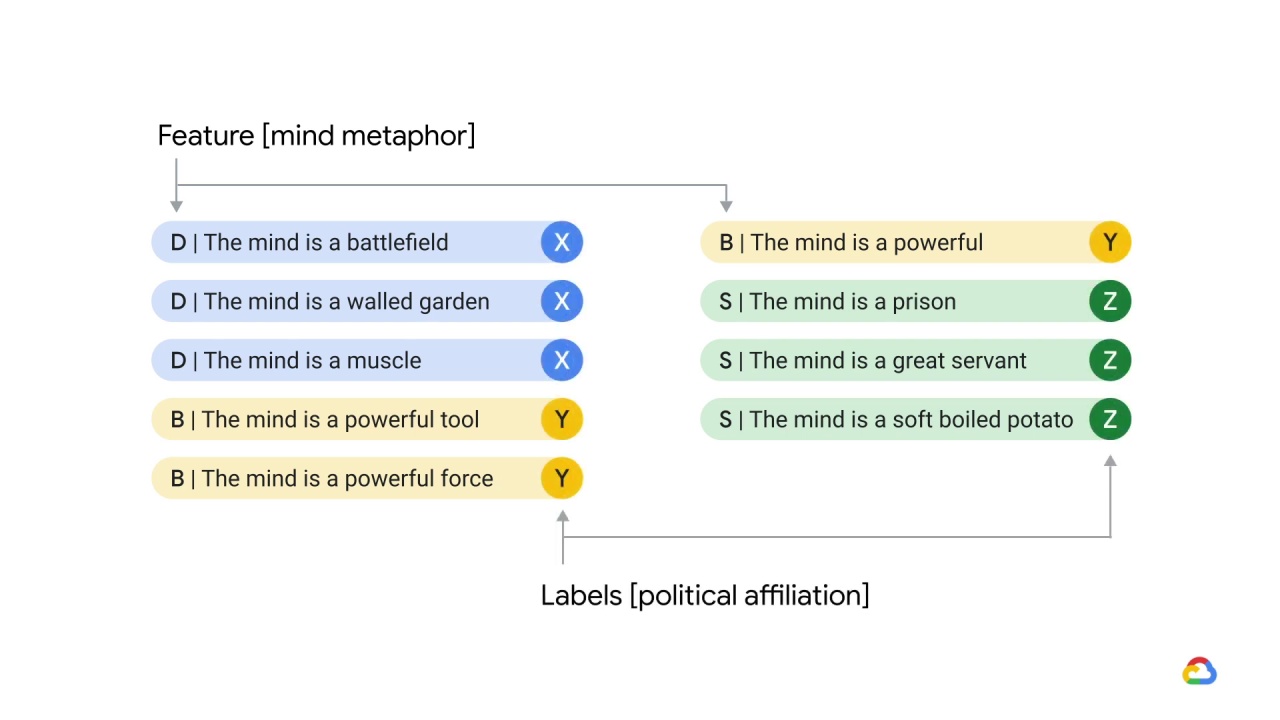 Feature [mind metaphor]
D | The mind is a battlefield X
D | The mind is a walled garden X
D | The mind is a muscle X
B | The mind is a powerful tool Y
B | The mind is a powerful force Y
B | The mind is a powerful Y
S | The mind is a prison Z
S | The mind is a great servant Z
S | The mind is a soft boiled potato Z
Labels [political affiliation]